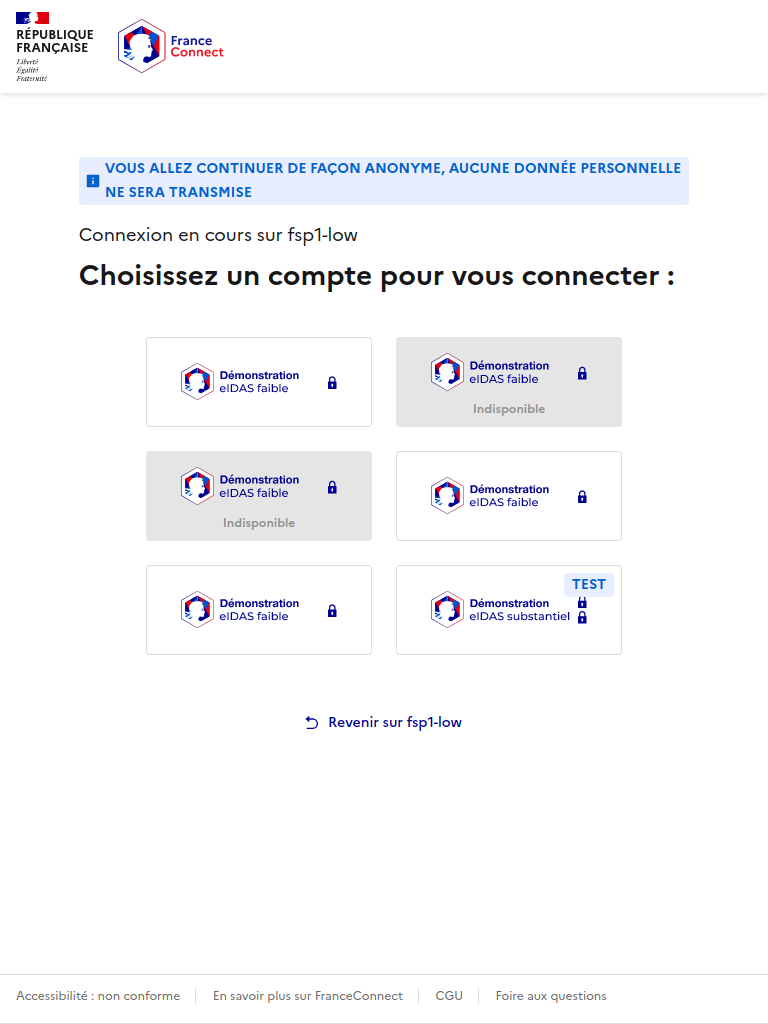 RÉPUBLIQUE
FRANÇAISE
Liberté
Égalité
Fraternité
France
Connect
VOUS ALLEZ CONTINUER DE FAÇON ANONYME, AUCUNE DONNÉE PERSONNELLE
NE SERA TRANSMISE
Connexion en cours sur fsp1-low
Choisissez un compte pour vous connecter :
Démonstration
eIDAS faible
Démonstration
eIDAS faible
Indisponible
Démonstration
eIDAS faible
Indisponible
Démonstration
eIDAS faible
Démonstration
eIDAS faible
TEST
Démonstration
eIDAS substantiel
Revenir sur fsp1-low
Accessibilité : non conforme
En savoir plus sur FranceConnect
CGU
Foire aux questions